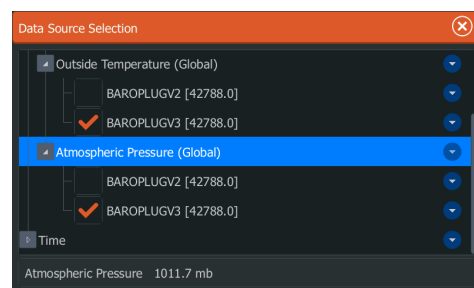 Data Source Selection
Outside Temperature (Global)
BAROPLUGV2 [42788.0]
BAROPLUGV3 [42788.0]
Atmospheric Pressure (Global)
BAROPLUGV2 [42788.0]
BAROPLUGV3 [42788.0]
Time
Atmospheric Pressure 1011.7 mb